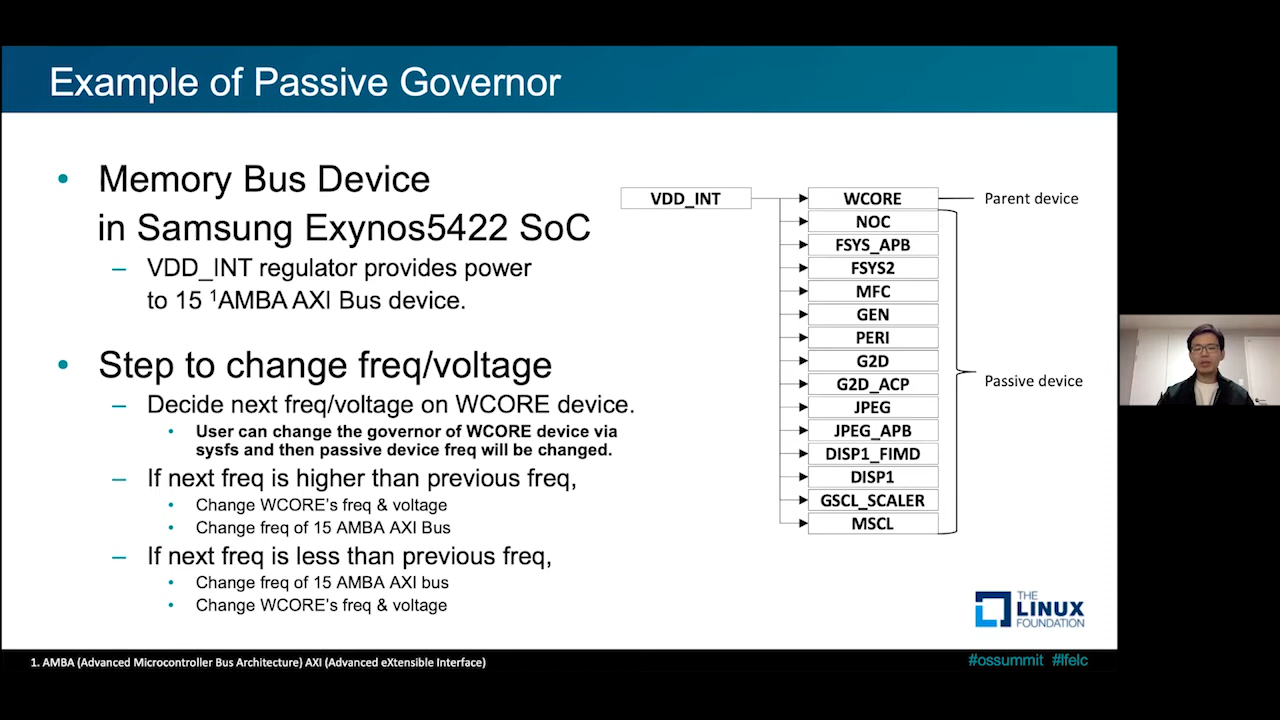 Example of Passive Governor
• Memory Bus Device
in Samsung Exynos5422 SoC
– VDD_INT regulator provides power
to 15 ¹AMBA AXI Bus device.
• Step to change freq/voltage
– Decide next freq/voltage on WCORE device.
• User can change the governor of WCORE device via
sysfs and then passive device freq will be changed.
– If next freq is higher than previous freq,
• Change WCORE's freq & voltage
• Change freq of 15 AMBA AXI Bus
– If next freq is less than previous freq,
• Change freq of 15 AMBA AXI bus
• Change WCORE's freq & voltage
VDD_INT
WCORE
Parent device
NOC
FSYS_APB
FSYS2
MFC
GEN
PERI
G2D
G2D_ACP
JPEG
JPEG_APB
DISP1_FIMD
DISP1
GSCL_SCALER
MSCL
Passive device
THE
LINUX
FOUNDATION
1. AMBA (Advanced Microcontroller Bus Architecture) AXI (Advanced eXtensible Interface)
#ossummit #lfelc